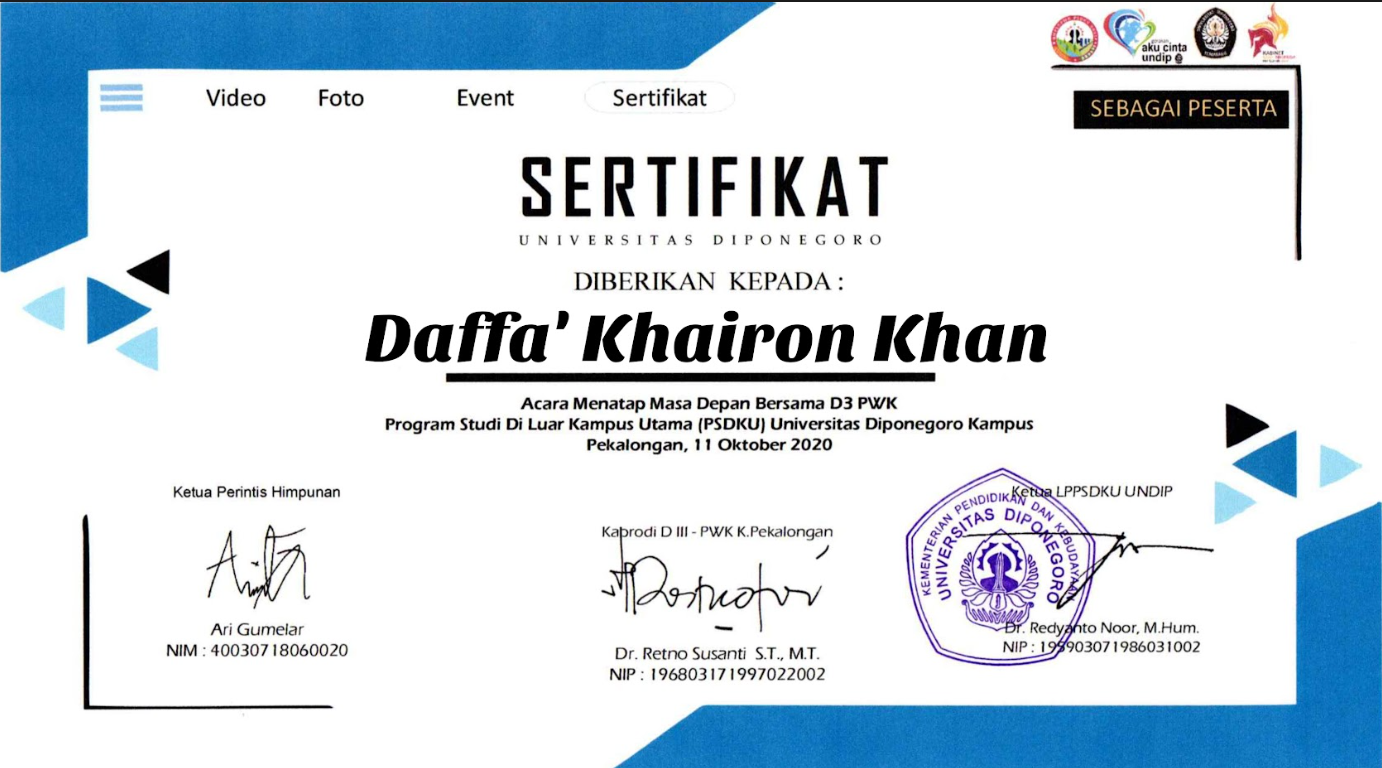 aku cinta
undip @
Video Foto Event Sertifikat
SEBAGAI PESERTA
SERTIFIKAT
UNIVERSITAS DIPONEGORO
DIBERIKAN KEPADA :
Daffa' Khairon Khan
Acara Menatap Masa Depan Bersama D3 PWK
Program Studi Di Luar Kampus Utama (PSDKU) Universitas Diponegoro Kampus
Pekalongan, 11 Oktober 2020
Ketua Perintis Himpunan
Ari Gumelar
NIM : 40030718060020
Kaprodi D III - PWK K.Pekalongan
Dr. Retno Susanti S.T., M.T.
NIP : 196803171997022002
Ketua LPPSDKU UNDIP
KEMENTERIAN PENDIDIKAN DAN KEBUDAYAAN
UNIVERSITAS DIPONEGORO
Dr. Redyanto Noor, M.Hum.
NIP : 195903071986031002